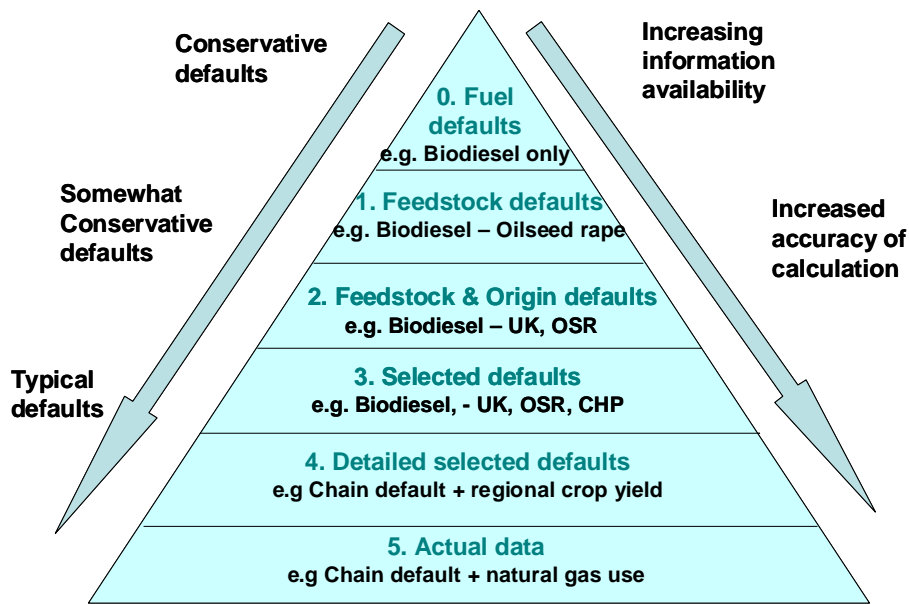 Conservative
defaults
Increasing
information
availability
0. Fuel
defaults
e.g. Biodiesel only
Somewhat
Conservative
defaults
1. Feedstock defaults
e.g. Biodiesel – Oilseed rape
Increased
accuracy of
calculation
2. Feedstock & Origin defaults
e.g. Biodiesel – UK, OSR
Typical
defaults
3. Selected defaults
e.g. Biodiesel, - UK, OSR, CHP
4. Detailed selected defaults
e.g Chain default + regional crop yield
5. Actual data
e.g Chain default + natural gas use